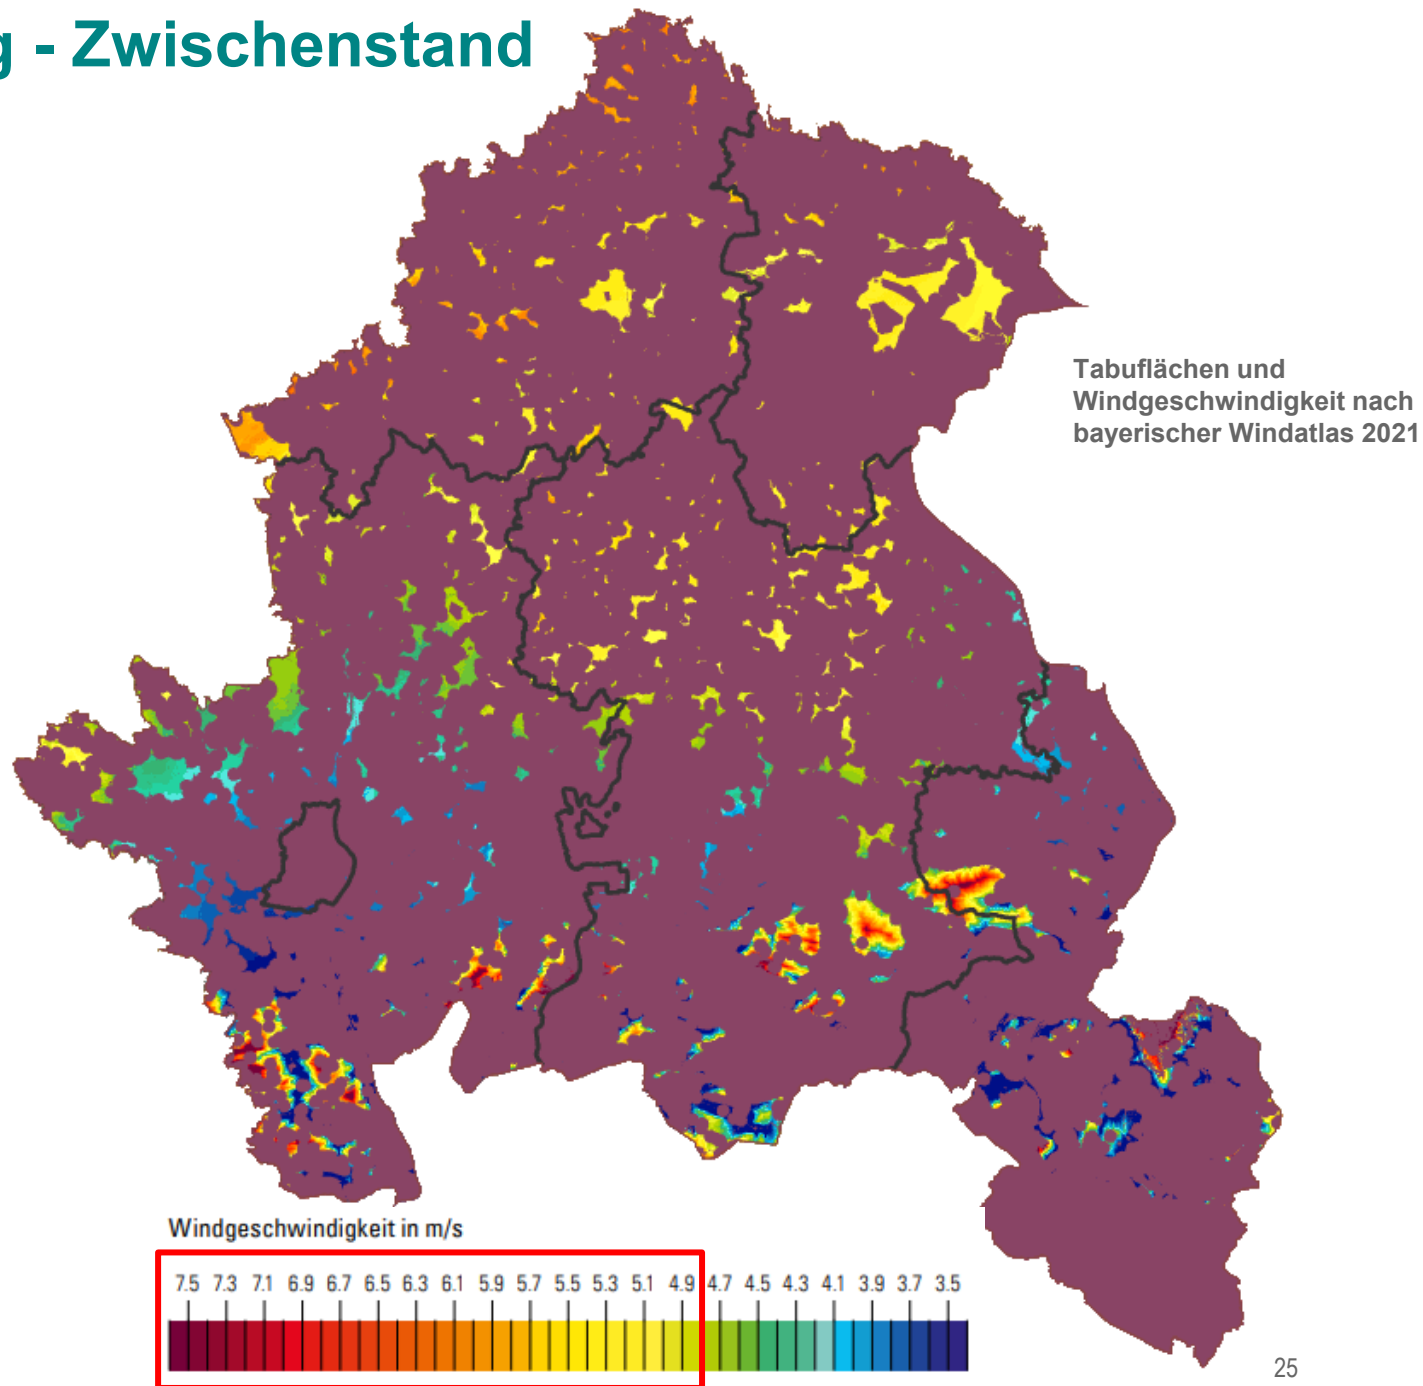 g - Zwischenstand
Tabuflächen und
Windgeschwindigkeit nach
bayerischer Windatlas 2021
Windgeschwindigkeit in m/s
7.5 7.3 7.1 6.9 6.7 6.5 6.3 6.1 5.9 5.7 5.5 5.3 5.1 4.9 4.7 4.5 4.3 4.1 3.9 3.7 3.5
25